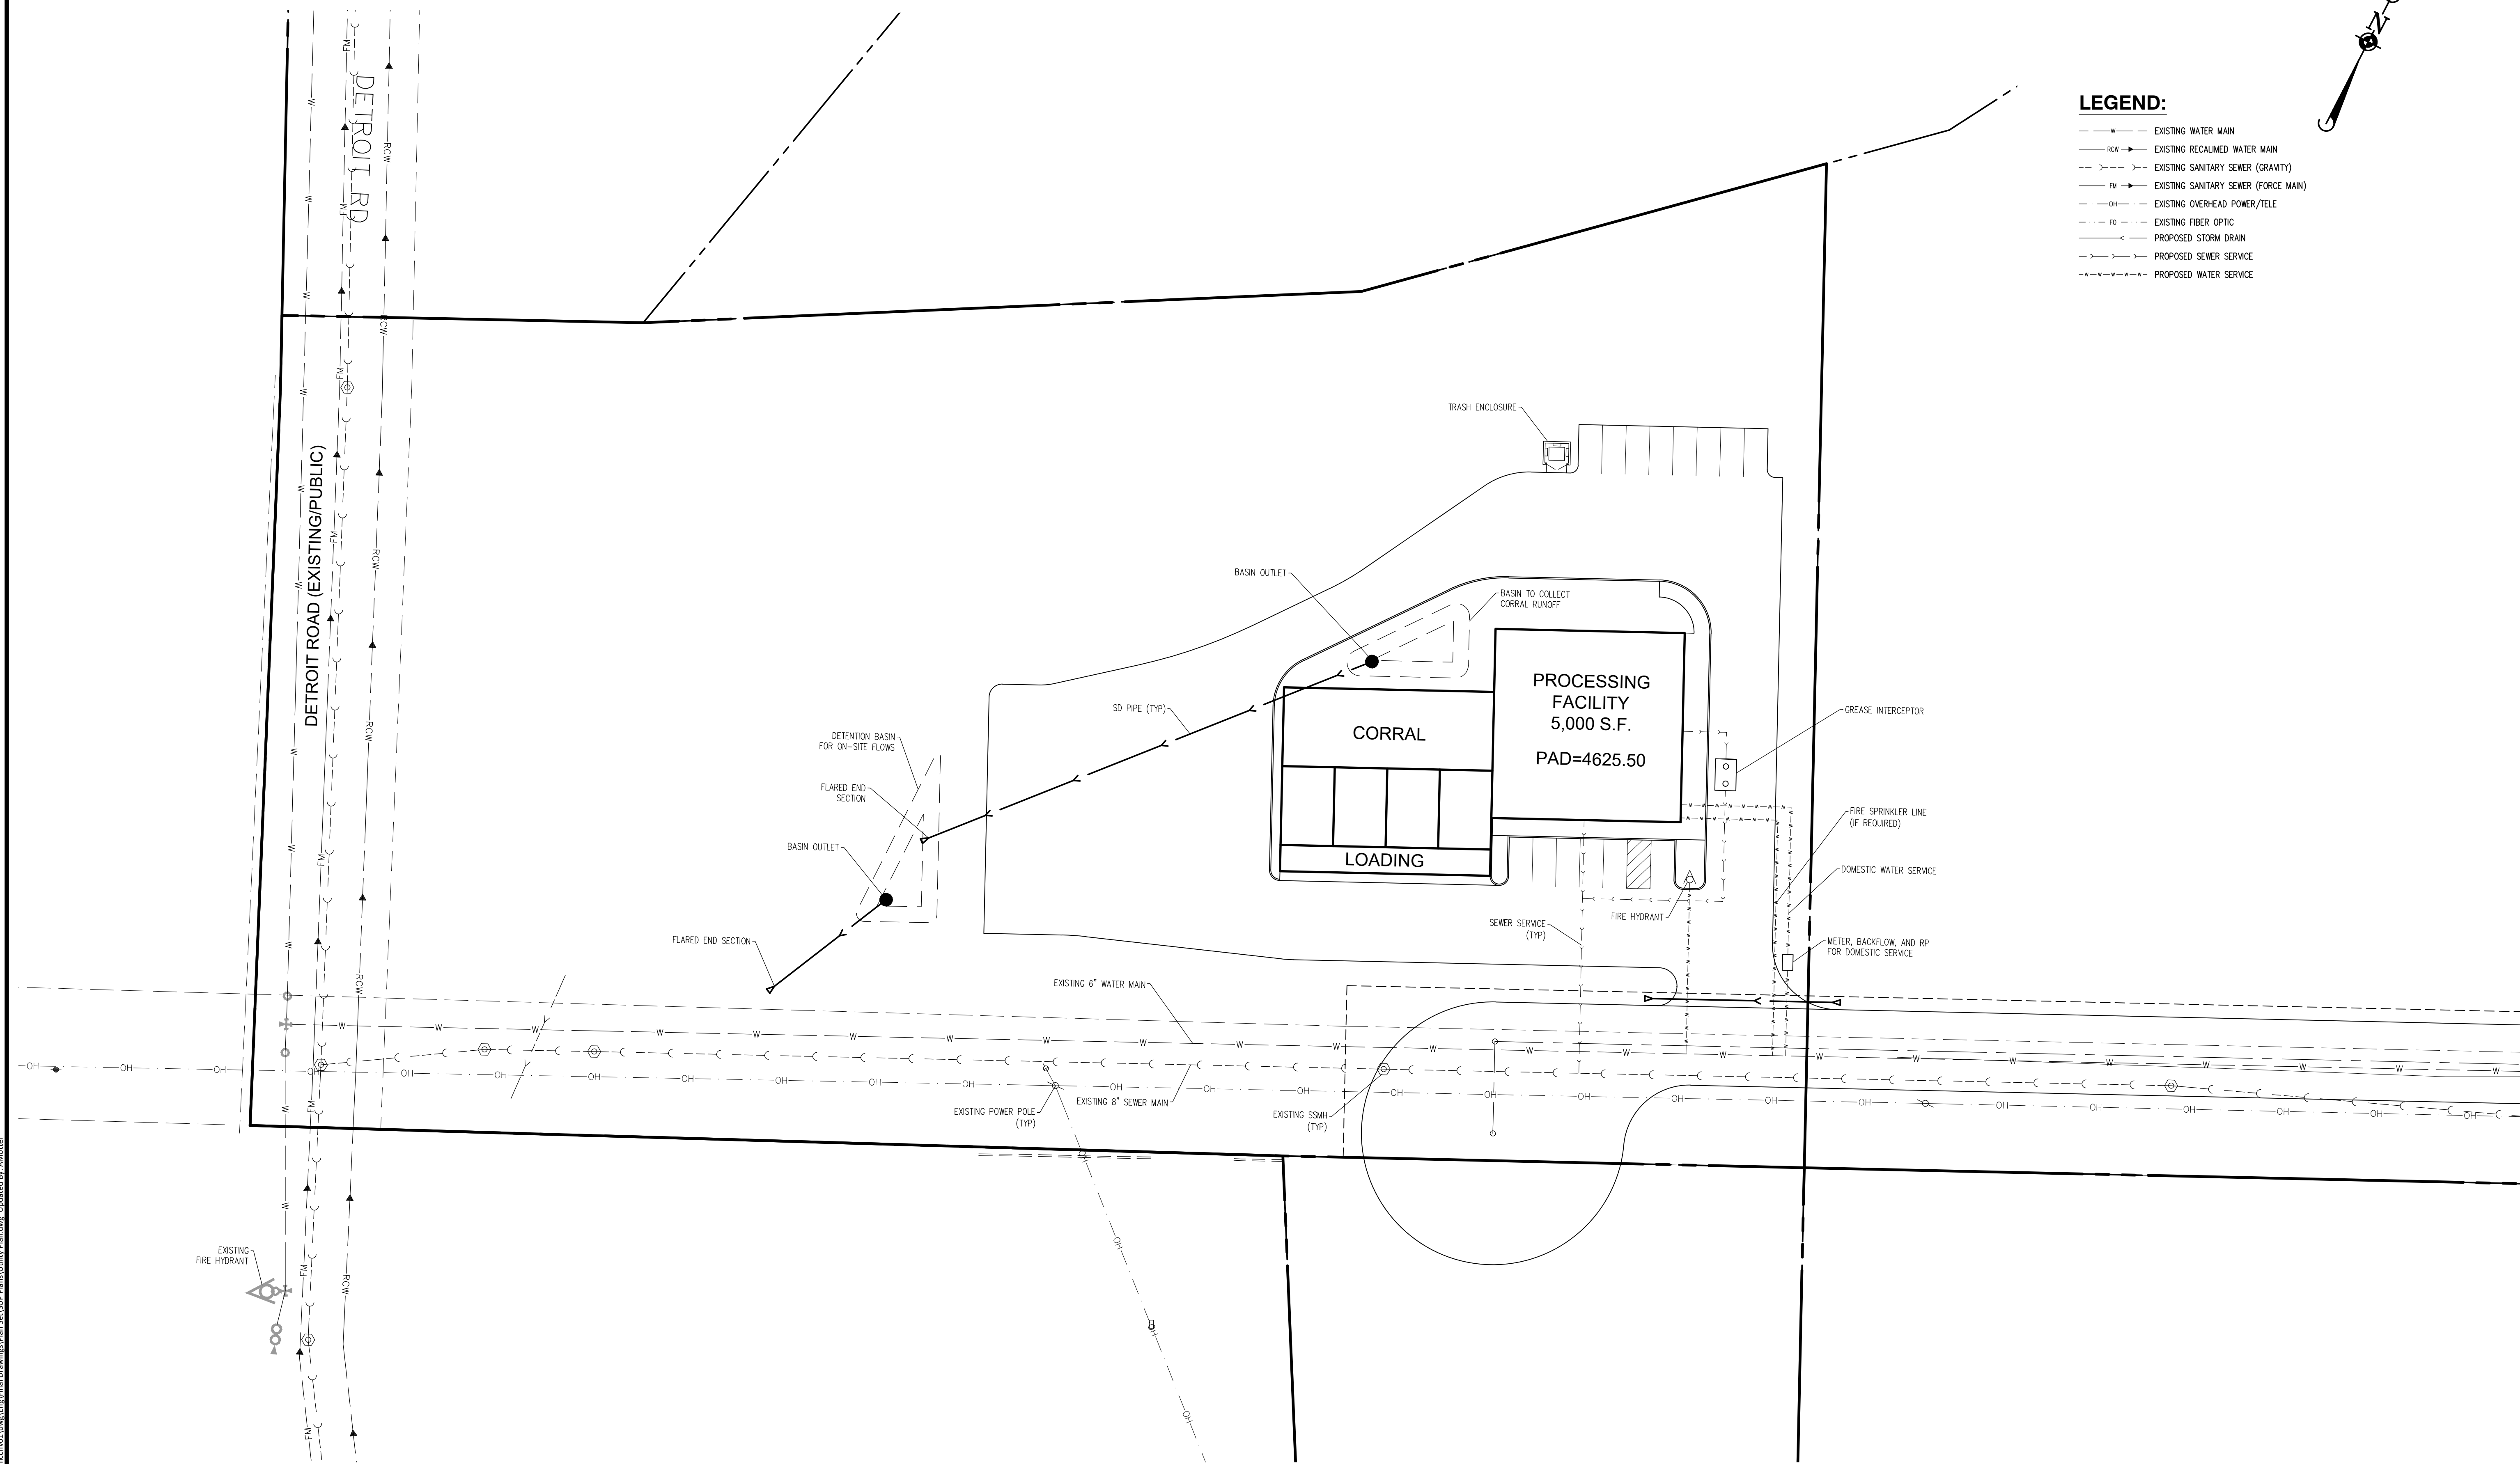 N
LEGEND:
W EXISTING WATER MAIN
RCW EXISTING RECALIMED WATER MAIN
EXISTING SANITARY SEWER (GRAVITY)
FM EXISTING SANITARY SEWER (FORCE MAIN)
OH EXISTING OVERHEAD POWER/TELE
FO EXISTING FIBER OPTIC
PROPOSED STORM DRAIN
PROPOSED SEWER SERVICE
W W W W W PROPOSED WATER SERVICE
DETROIT RD
DETROIT ROAD (EXISTING/PUBLIC)
TRASH ENCLOSURE
BASIN OUTLET
BASIN TO COLLECT
CORRAL RUNOFF
PROCESSING
FACILITY
5,000 S.F.
PAD=4625.50
SD PIPE (TYP)
CORRAL
GREASE INTERCEPTOR
DETENTION BASIN
FOR ON-SITE FLOWS
FLARED END
SECTION
BASIN OUTLET
LOADING
FIRE SPRINKLER LINE
(IF REQUIRED)
DOMESTIC WATER SERVICE
FLARED END SECTION
SEWER SERVICE
(TYP)
FIRE HYDRANT
METER, BACKFLOW, AND RP
FOR DOMESTIC SERVICE
EXISTING 6" WATER MAIN
EXISTING POWER POLE
(TYP)
EXISTING 8" SEWER MAIN
EXISTING SSMH
(TYP)
EXISTING
FIRE HYDRANT